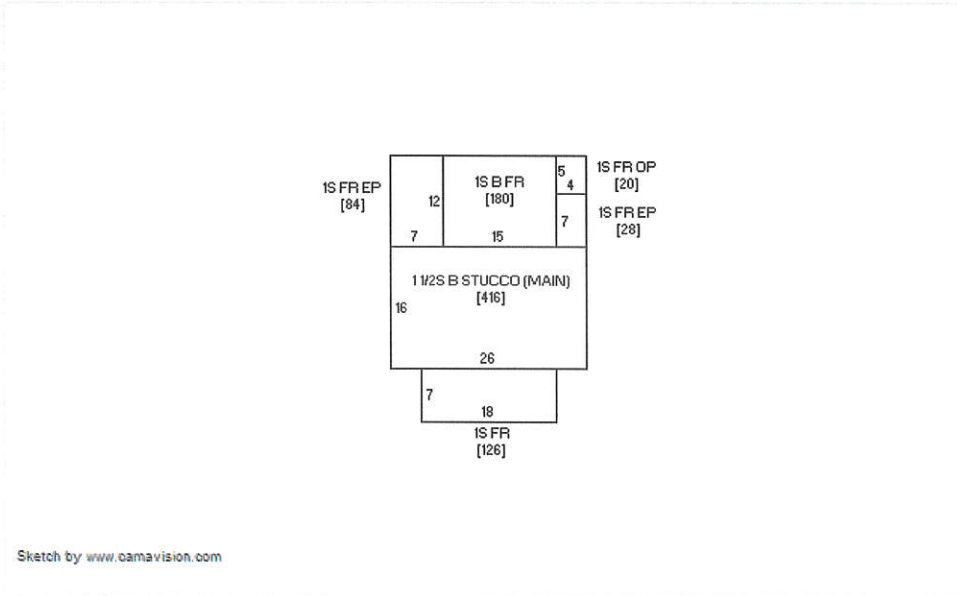 1S FR EP
[84]
12
7
1S B FR
[180]
15
5
4
1S FR OP
[20]
7
1S FR EP
[28]
1 1/2S B STUCCO (MAIN)
[416]
16
26
7
18
1S FR
[126]
Sketch by www.camavision.com